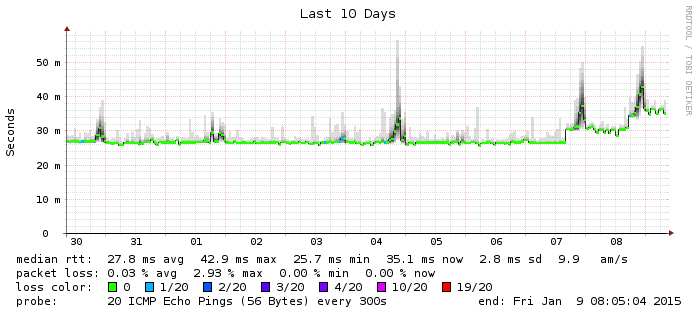 Last 10 Days
RRDTOOL / TOBI OETIKER
Seconds
50 m
40 m
30 m
20 m
10 m
0
30 31 01 02 03 04 05 06 07 08
median rtt: 27.8 ms avg 42.9 ms max 25.7 ms min 35.1 ms now 2.8 ms sd 9.9 am/s
packet loss: 0.03 % avg 2.93 % max 0.00 % min 0.00 % now
loss color: 0 1/20 2/20 3/20 4/20 10/20 19/20
probe: 20 ICMP Echo Pings (56 Bytes) every 300s end: Fri Jan 9 08:05:04 2015